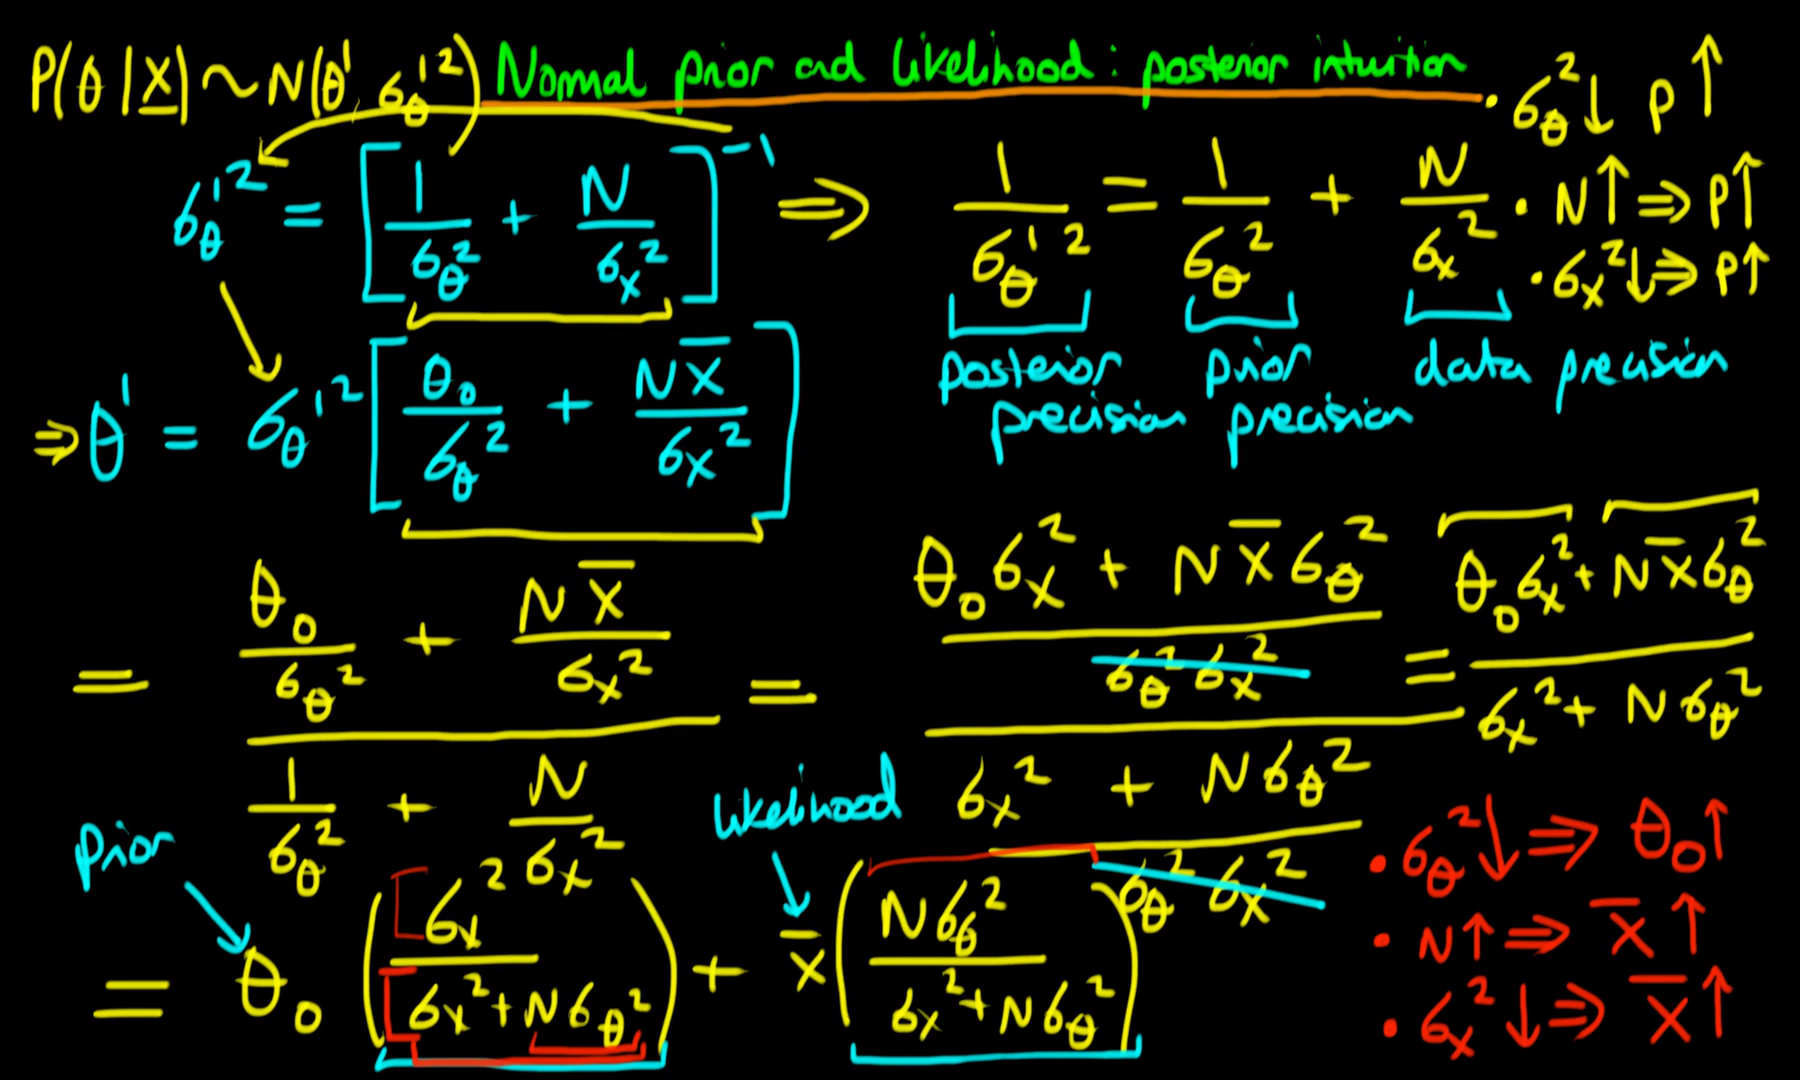 P(θ|X) ~ N(θ', σθ'²) Normal prior and likelihood: posterior intuition
• σθ²↓ P↑
σθ'² = [1/σθ² + N/σx²]⁻¹ ⇒ 1/σθ'² = 1/σθ² + N/σx²
• N↑ ⇒ P↑
• σx²↓ ⇒ P↑
posterior precision
prior precision
data precision
⇒ θ' = σθ'² [θ₀/σθ² + NX̄/σx²]
= (θ₀/σθ² + NX̄/σx²) / (1/σθ² + N/σx²) = ((θ₀σx² + NX̄σθ²) / σθ²σx²) / ((σx² + Nσθ²) / σθ²σx²) = (θ₀σx² + NX̄σθ²) / (σx² + Nσθ²)
Prior
likelihood
= θ₀ (σx² / (σx² + Nσθ²)) + X̄ (Nσθ² / (σx² + Nσθ²))
• σθ²↓ ⇒ θ₀↑
• N↑ ⇒ X̄↑
• σx²↓ ⇒ X̄↑